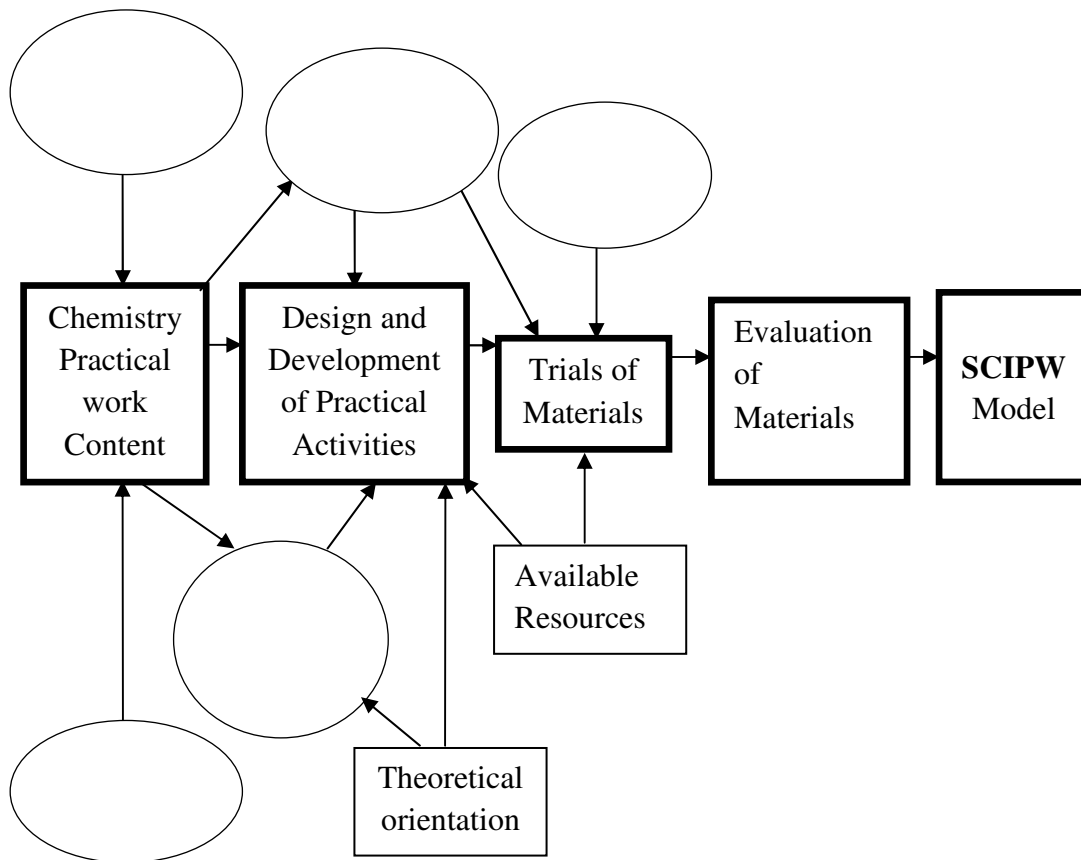 Chemistry
Practical
work
Content
Design and
Development
of Practical
Activities
Trials of
Materials
Evaluation
of
Materials
SCIPW
Model
Available
Resources
Theoretical
orientation